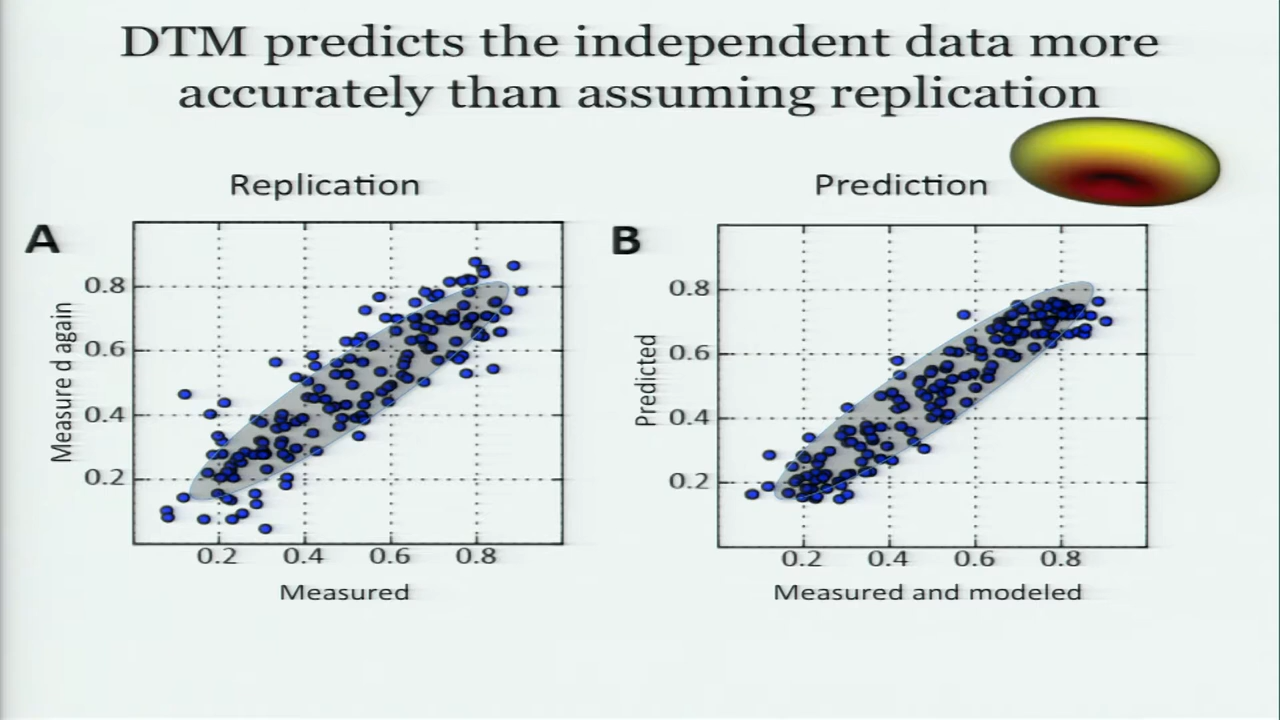 DTM predicts the independent data more
accurately than assuming replication
Replication
A
Measured again
0.8
0.6
0.4
0.2
0.2 0.4 0.6 0.8
Measured
Prediction
B
Predicted
0.8
0.6
0.4
0.2
0.2 0.4 0.6 0.8
Measured and modeled